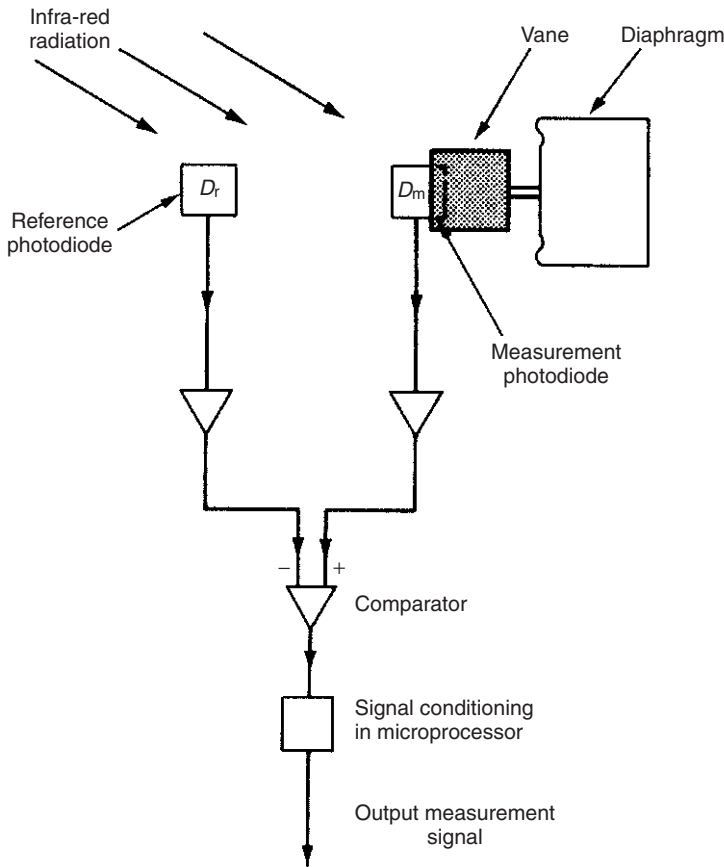 Infra-red
radiation
Vane
Diaphragm
Dr
Dm
Reference
photodiode
Measurement
photodiode
− +
Comparator
Signal conditioning
in microprocessor
Output measurement
signal